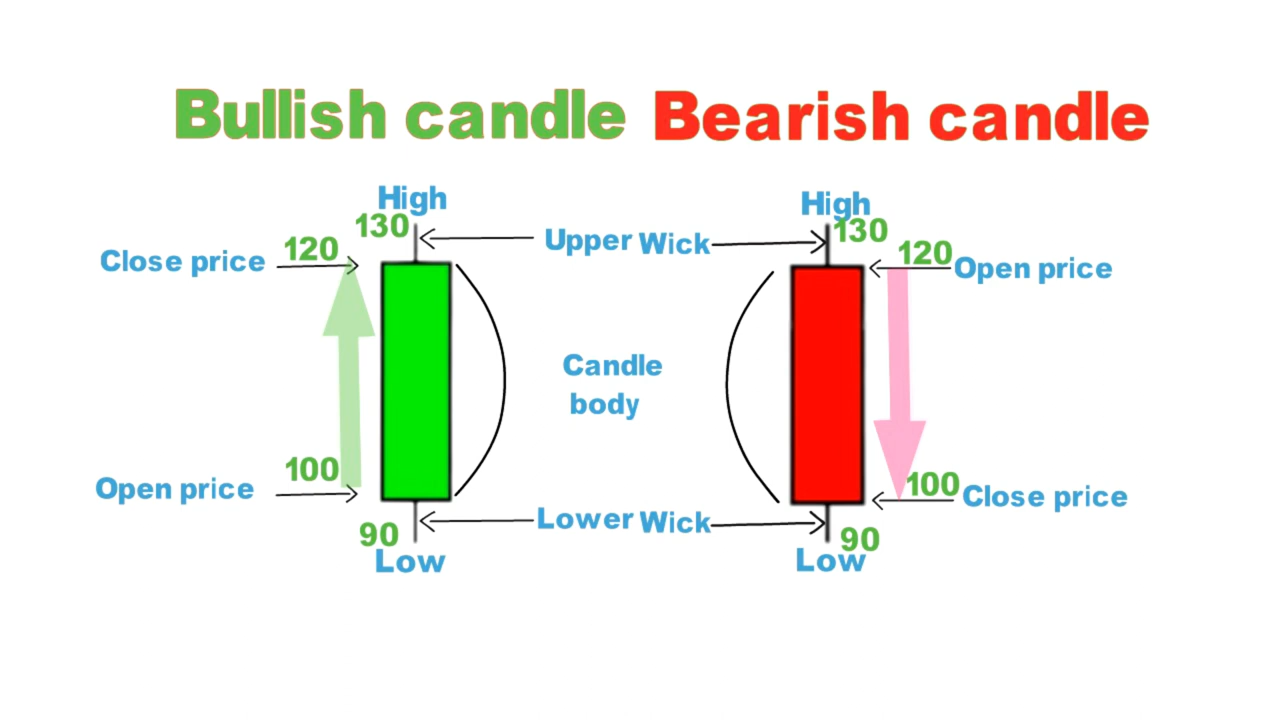 Bullish candle Bearish candle
High High
130 130
Close price 120 Upper Wick 120 Open price
Candle
body
Open price 100 100 Close price
90 Lower Wick 90
Low Low